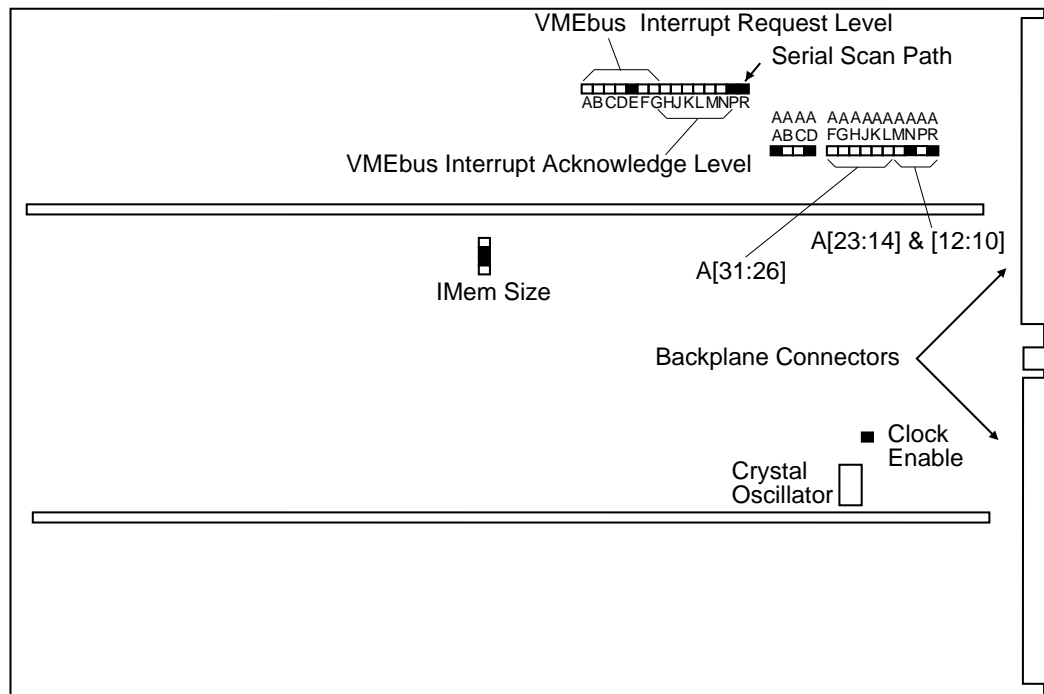 VMEbus Interrupt Request Level
Serial Scan Path
ABCDEFGHJKLMNPR
VMEbus Interrupt Acknowledge Level
AAAA AAAAAAAAAA
ABCD FGHJKLMNPR
A[23:14] & [12:10]
A[31:26]
IMem Size
Backplane Connectors
Clock
Enable
Crystal
Oscillator